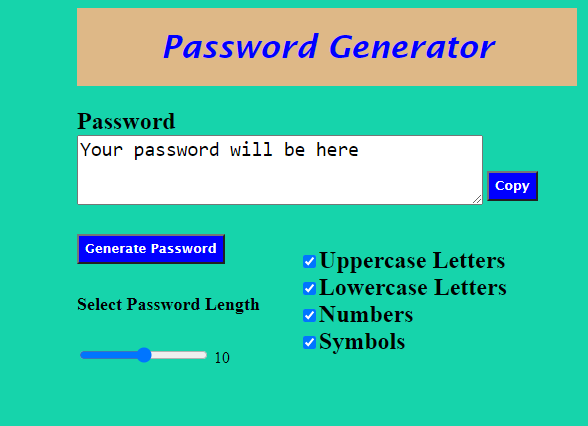 Password Generator
Password
Your password will be here
Copy
Generate Password
Uppercase Letters
Lowercase Letters
Numbers
Symbols
Select Password Length
10